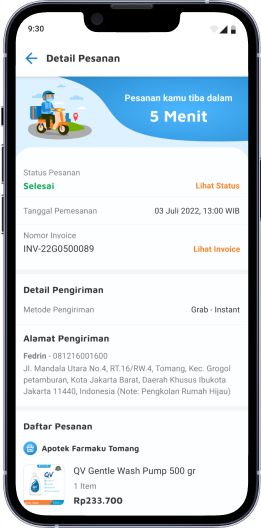 9:30
Detail Pesanan
Pesanan kamu tiba dalam
5 Menit
Status Pesanan
Selesai
Lihat Status
Tanggal Pemesanan
03 Juli 2022, 13:00 WIB
Nomor Invoice
INV-22G0500089
Lihat Invoice
Detail Pengiriman
Metode Pengiriman
Grab - Instant
Alamat Pengiriman
Fedrin - 081216001600
Jl. Mandala Utara No.4, RT.16/RW.4, Tomang, Kec. Grogol
petamburan, Kota Jakarta Barat, Daerah Khusus Ibukota
Jakarta 11440, Indonesia (Note: Pengkolan Rumah Hijau)
Daftar Pesanan
Apotek Farmaku Tomang
QV
QV Gentle Wash Pump 500 gr
1 Item
Rp233.700